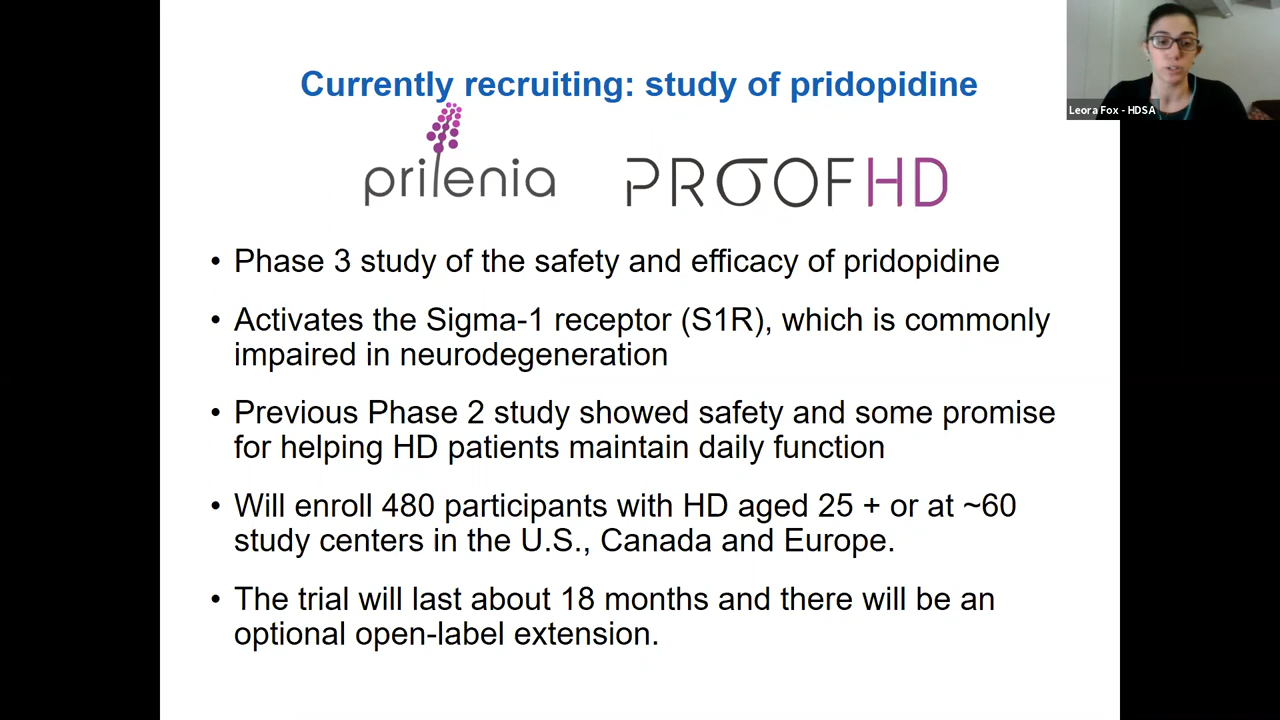 Currently recruiting: study of pridopidine
prilenia
PROOFHD
Leora Fox - HDSA
• Phase 3 study of the safety and efficacy of pridopidine
• Activates the Sigma-1 receptor (S1R), which is commonly
impaired in neurodegeneration
• Previous Phase 2 study showed safety and some promise
for helping HD patients maintain daily function
• Will enroll 480 participants with HD aged 25 + or at ~60
study centers in the U.S., Canada and Europe.
• The trial will last about 18 months and there will be an
optional open-label extension.